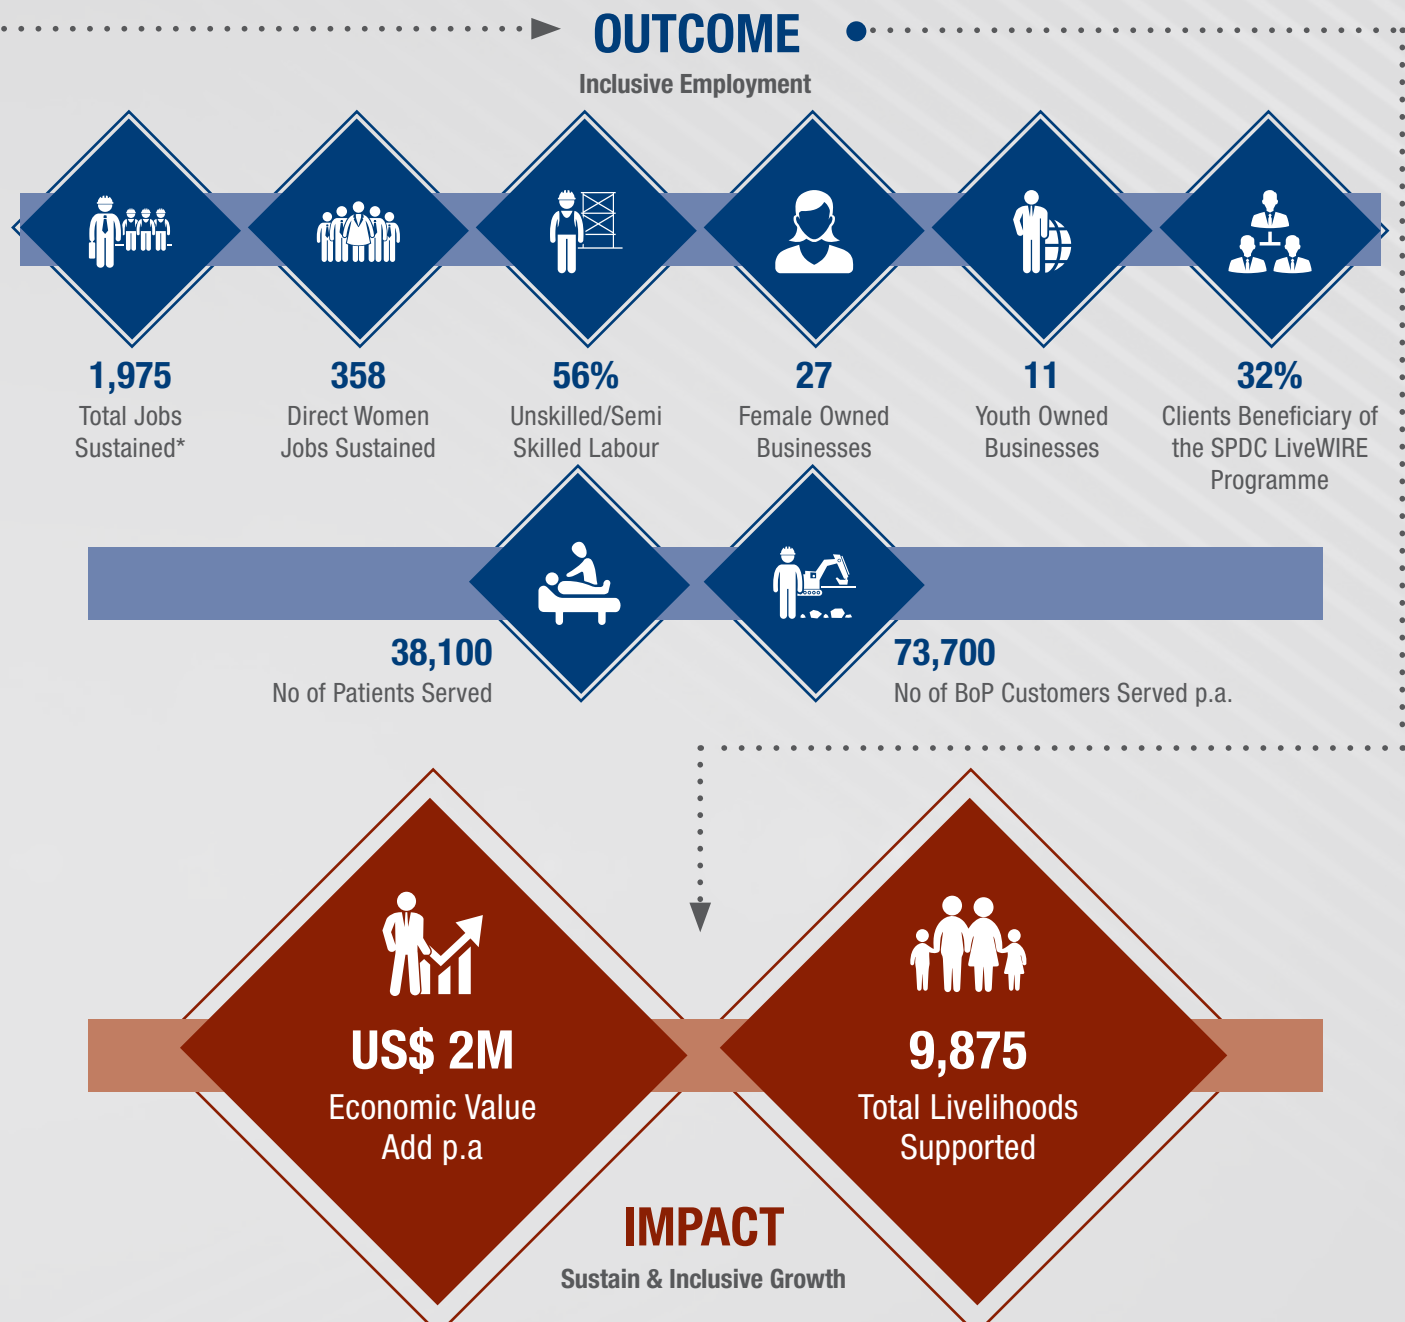 OUTCOME
Inclusive Employment
1,975
Total Jobs
Sustained*
358
Direct Women
Jobs Sustained
56%
Unskilled/Semi
Skilled Labour
27
Female Owned
Businesses
11
Youth Owned
Businesses
32%
Clients Beneficiary of
the SPDC LiveWIRE
Programme
38,100
No of Patients Served
73,700
No of BoP Customers Served p.a.
US$ 2M
Economic Value
Add p.a
9,875
Total Livelihoods
Supported
IMPACT
Sustain & Inclusive Growth